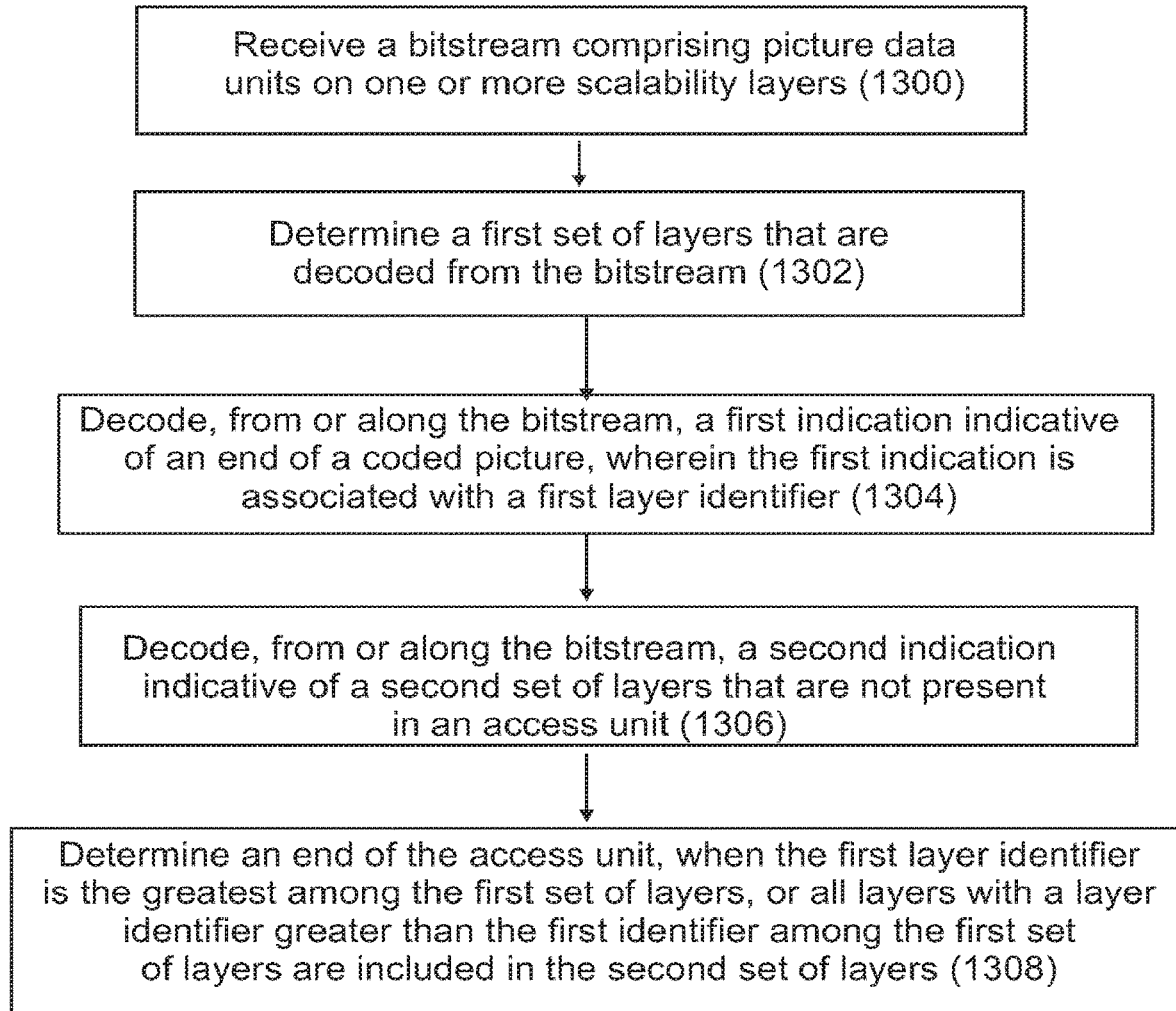 Receive a bitstream comprising picture data
units on one or more scalability layers (1300)
Determine a first set of layers that are
decoded from the bitstream (1302)
Decode, from or along the bitstream, a first indication indicative
of an end of a coded picture, wherein the first indication is
associated with a first layer identifier (1304)
Decode, from or along the bitstream, a second indication
indicative of a second set of layers that are not present
in an access unit (1306)
Determine an end of the access unit, when the first layer identifier
is the greatest among the first set of layers, or all layers with a layer
identifier greater than the first identifier among the first set
of layers are included in the second set of layers (1308)